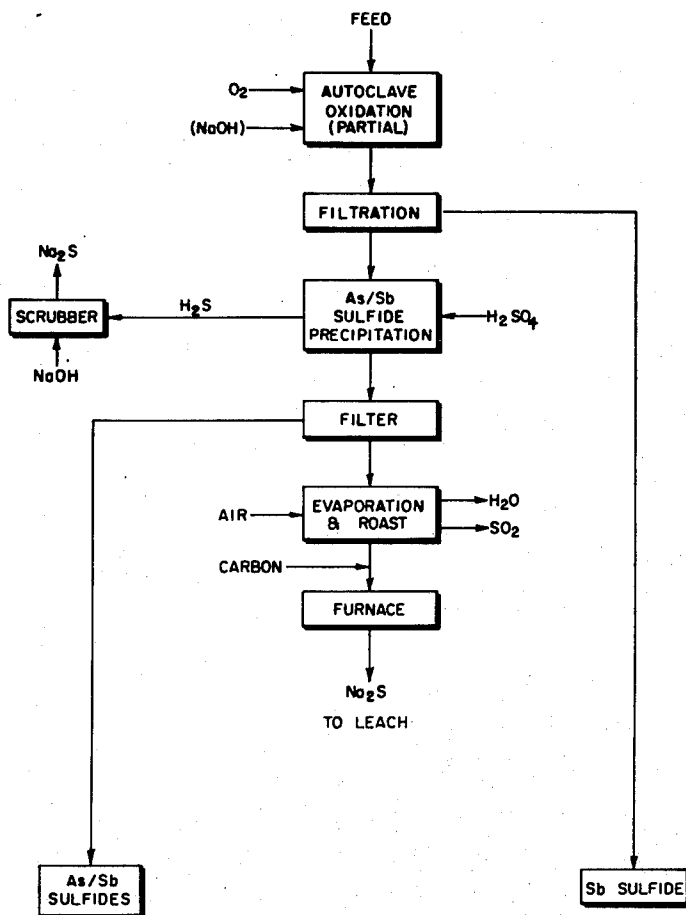 FEED
O₂
AUTOCLAVE
OXIDATION
(NaOH)
(PARTIAL)
FILTRATION
Na₂S
As/Sb
SCRUBBER
H₂S
SULFIDE
H₂SO₄
PRECIPITATION
NaOH
FILTER
EVAPORATION
H₂O
AIR
& ROAST
SO₂
CARBON
FURNACE
Na₂S
TO LEACH
As/Sb
SULFIDES
Sb SULFIDE